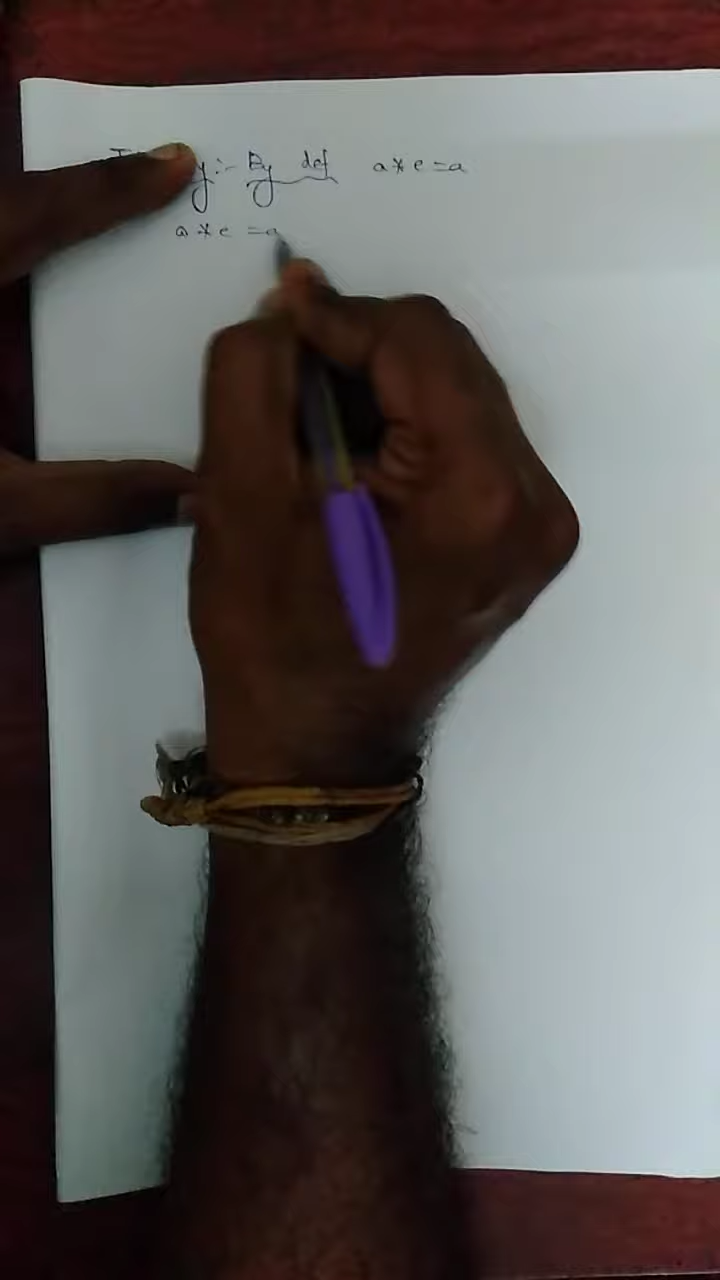 y:- By def a * e = a
a * e = a